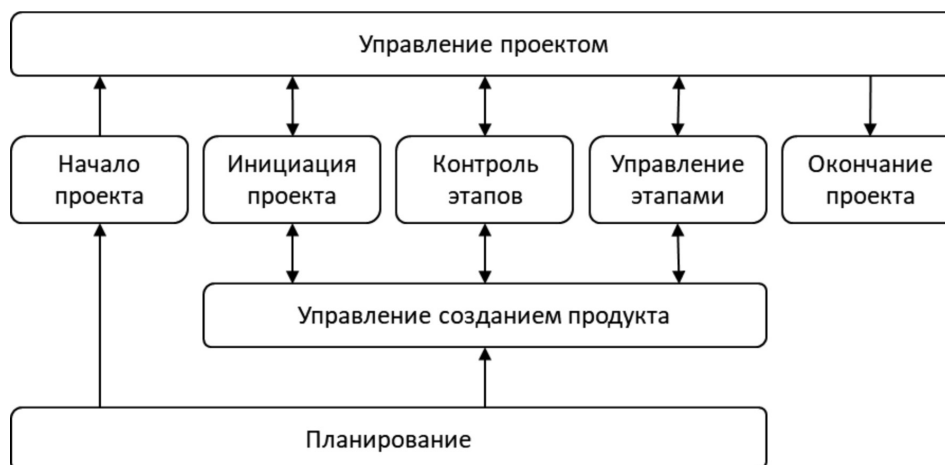 Управление проектом
Начало
проекта
Инициация
проекта
Контроль
этапов
Управление
этапами
Окончание
проекта
Управление созданием продукта
Планирование